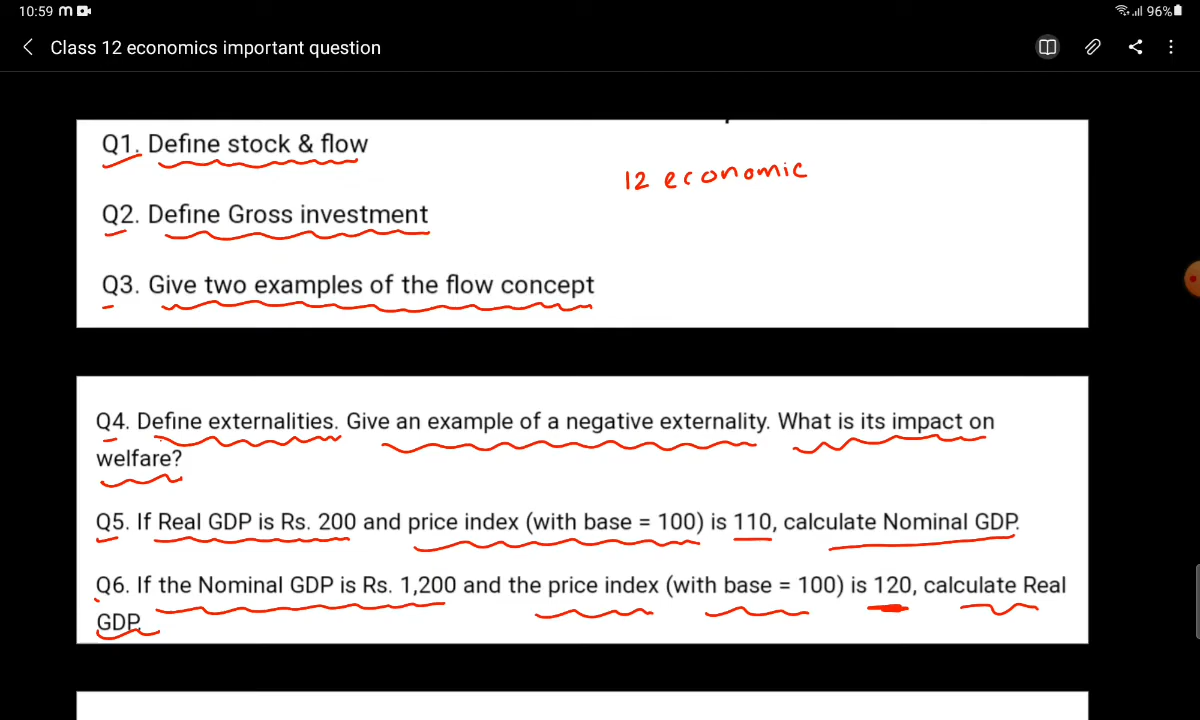 10:59 m 96%
Class 12 economics important question
Q1. Define stock & flow
12 economic
Q2. Define Gross investment
Q3. Give two examples of the flow concept
Q4. Define externalities. Give an example of a negative externality. What is its impact on
welfare?
Q5. If Real GDP is Rs. 200 and price index (with base = 100) is 110, calculate Nominal GDP.
Q6. If the Nominal GDP is Rs. 1,200 and the price index (with base = 100) is 120, calculate Real
GDP.